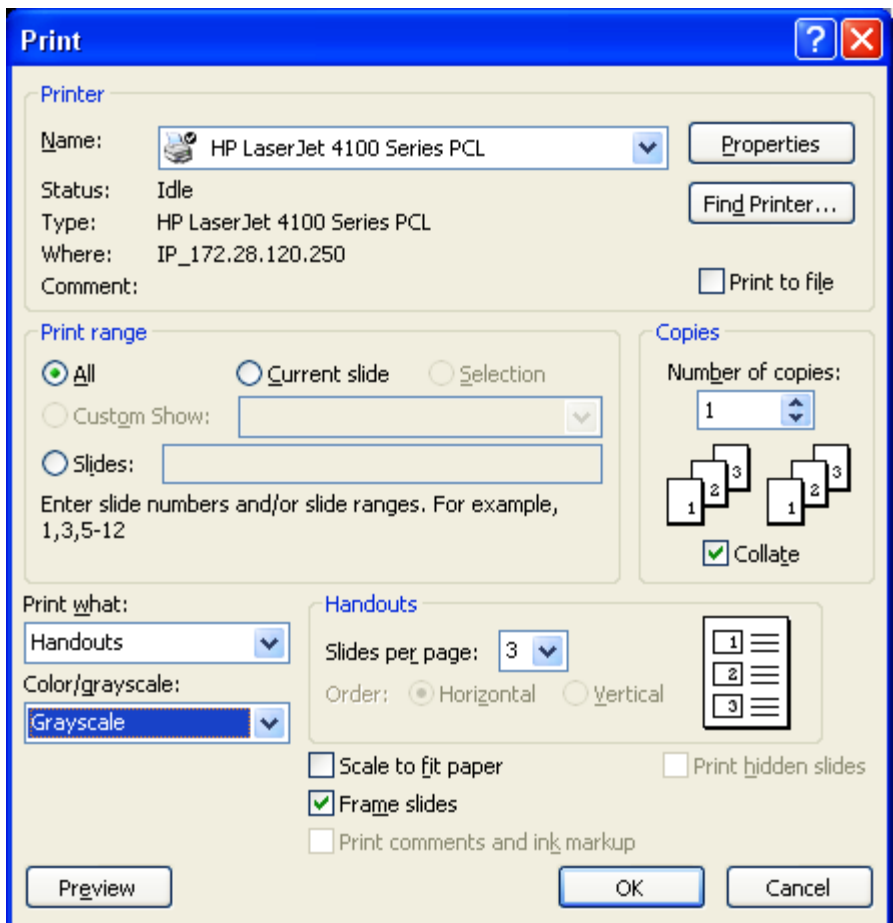 Print
Printer
Name: HP LaserJet 4100 Series PCL Properties
Status: Idle
Find Printer...
Type: HP LaserJet 4100 Series PCL
Where: IP_172.28.120.250
Comment: Print to file
Print range
All Current slide Selection
Custom Show:
Slides:
Enter slide numbers and/or slide ranges. For example,
1,3,5-12
Copies
Number of copies:
1
1 2 3 1 2 3
Collate
Print what:
Handouts
Color/grayscale:
Grayscale
Handouts
Slides per page: 3
Order: Horizontal Vertical
1
2
3
Scale to fit paper Print hidden slides
Frame slides
Print comments and ink markup
Preview OK Cancel